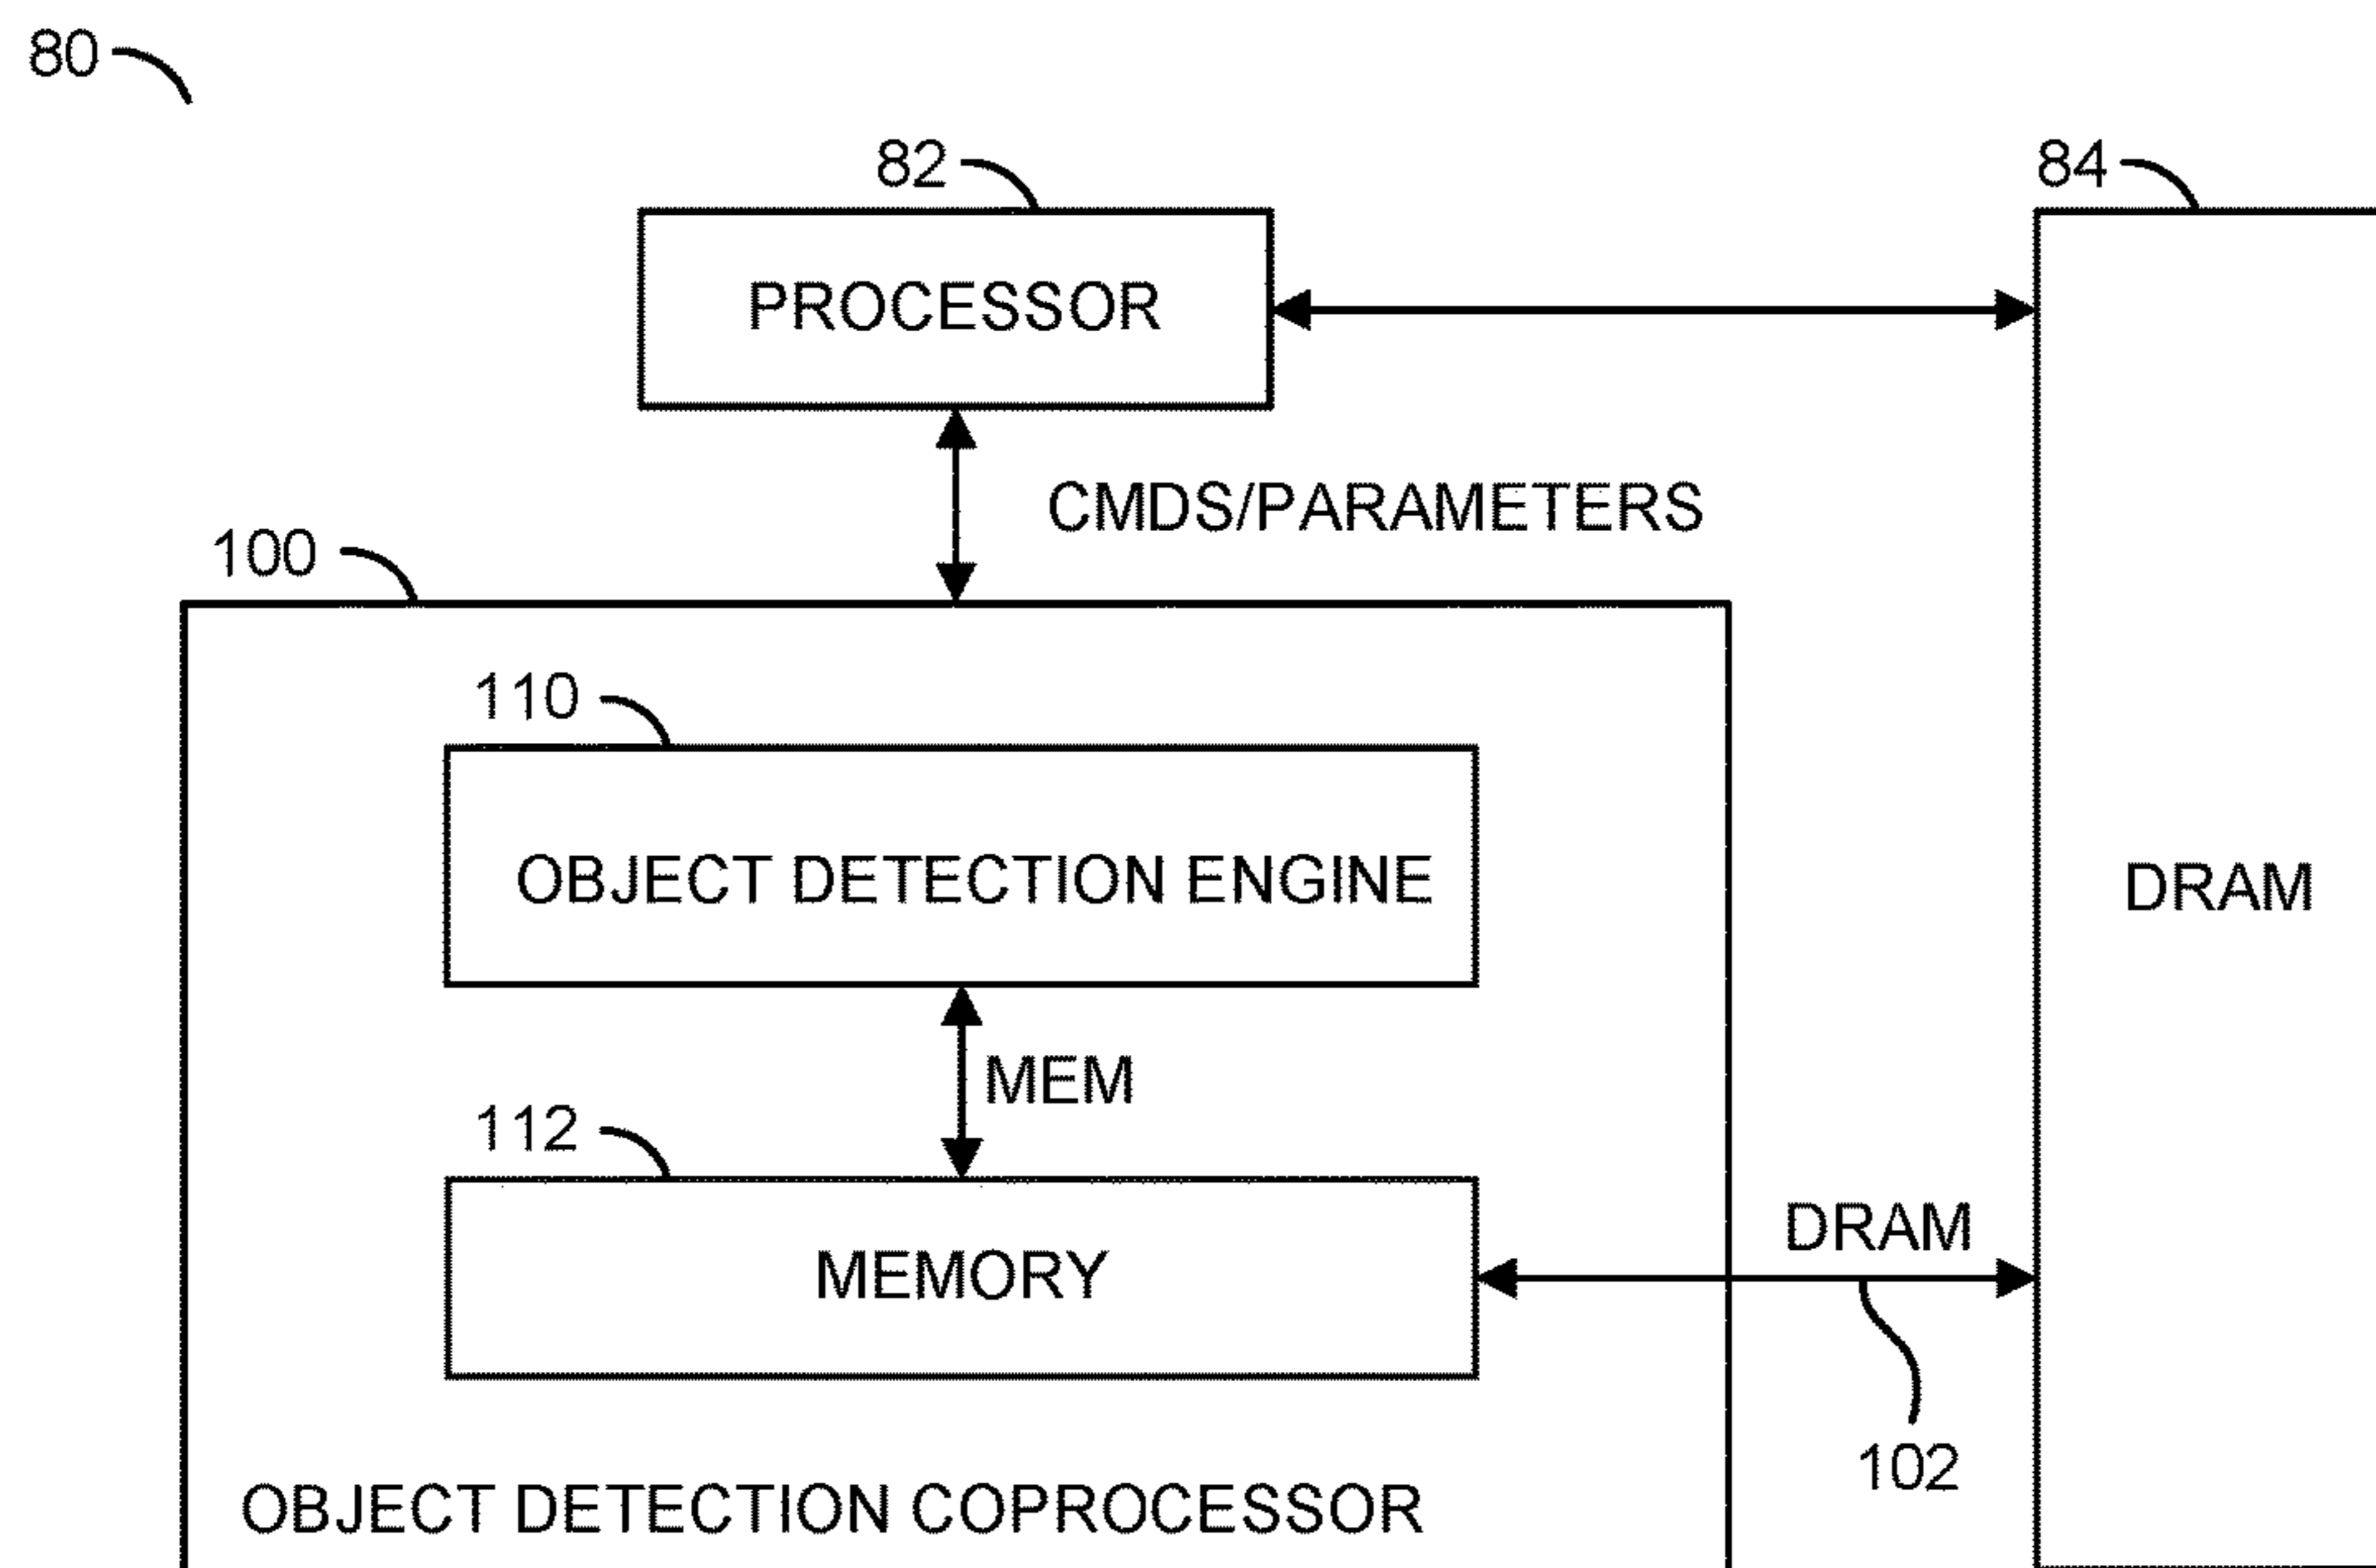 80
82
84
PROCESSOR
CMDS/PARAMETERS
100
110
OBJECT DETECTION ENGINE
DRAM
MEM
112
DRAM
MEMORY
102
OBJECT DETECTION COPROCESSOR